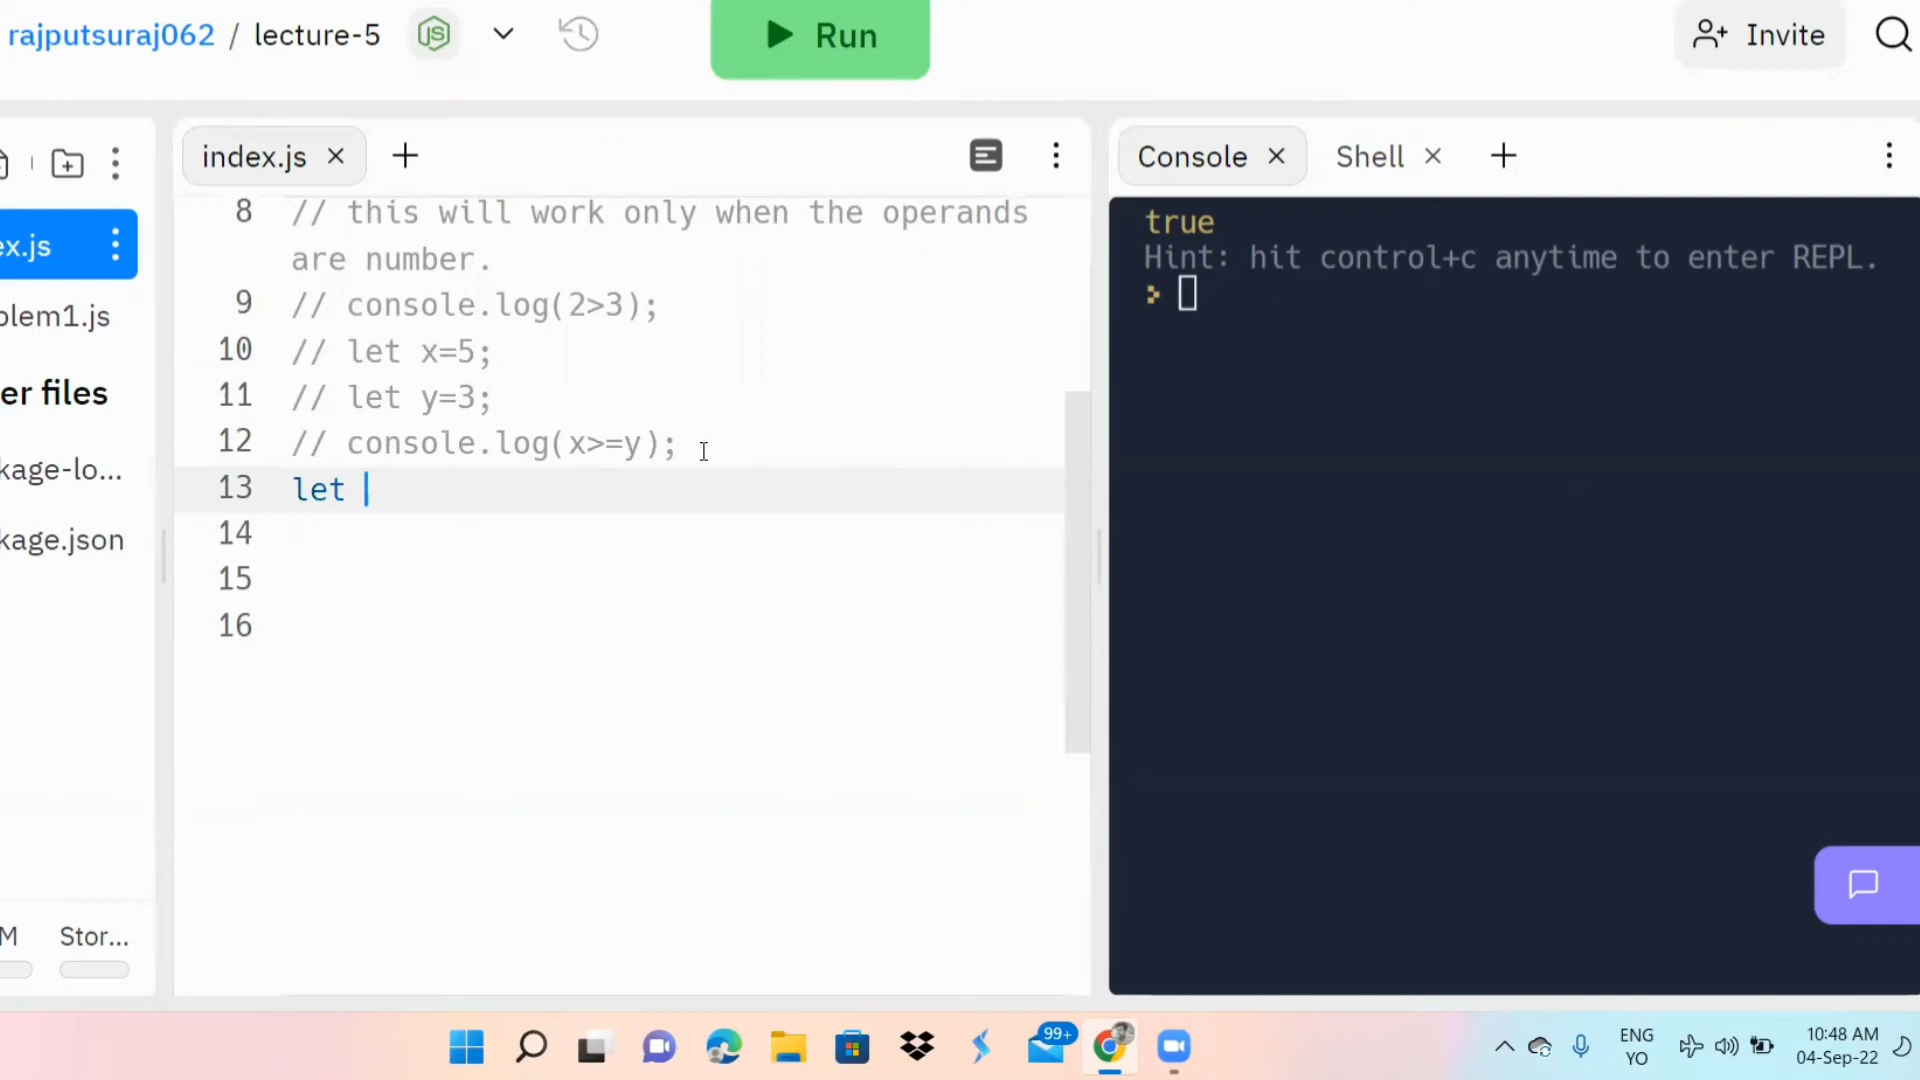 rajputsuraj062 / lecture-5
Run
Invite
index.js
Console
Shell
ex.js
blem1.js
er files
kage-lo...
kage.json
M
Stor...
8 // this will work only when the operands
are number.
9 // console.log(2>3);
10 // let x=5;
11 // let y=3;
12 // console.log(x>=y);
13 let
14
15
16
true
Hint: hit control+c anytime to enter REPL.
99+
ENG
YO
10:48 AM
04-Sep-22